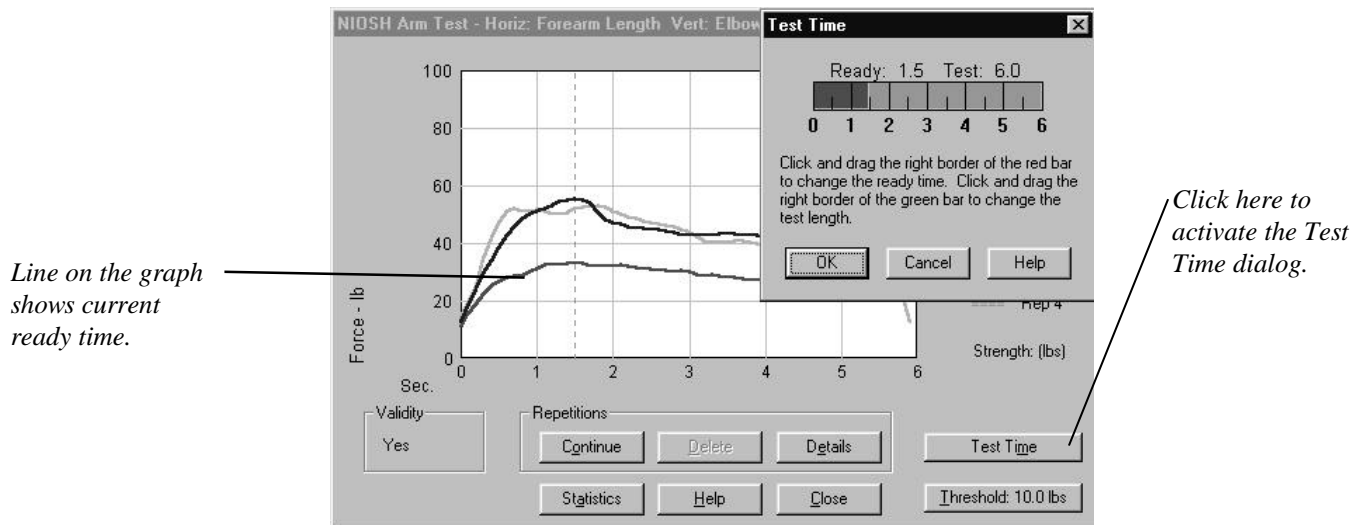 NIOSH Arm Test - Horiz: Forearm Length Vert: Elbow
Test Time
Ready: 1.5 Test: 6.0
0 1 2 3 4 5 6
Click and drag the right border of the red bar
to change the ready time. Click and drag the
right border of the green bar to change the
test length.
OK Cancel Help
100
80
60
40
20
0
Force - lb
0 1 2 3 4 5 6
Sec.
Rep 4
Strength: (lbs)
Line on the graph
shows current
ready time.
Click here to
activate the Test
Time dialog.
Validity
Yes
Repetitions
Continue Delete Details
Test Time
Statistics Help Close
Threshold: 10.0 lbs